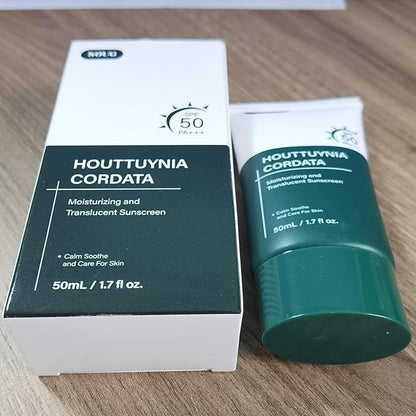 SPF
50
PA+++
HOUTTUYNIA
CORDATA
Moisturizing and
Translucent Sunscreen
• Calm Soothe
and Care For Skin
50mL / 1.7 fl oz.
50
HOUTTUYNIA
CORDATA
Moisturizing and
Translucent Sunscreen
• Calm Soothe
and Care For Skin
50mL / 1.7 fl oz.